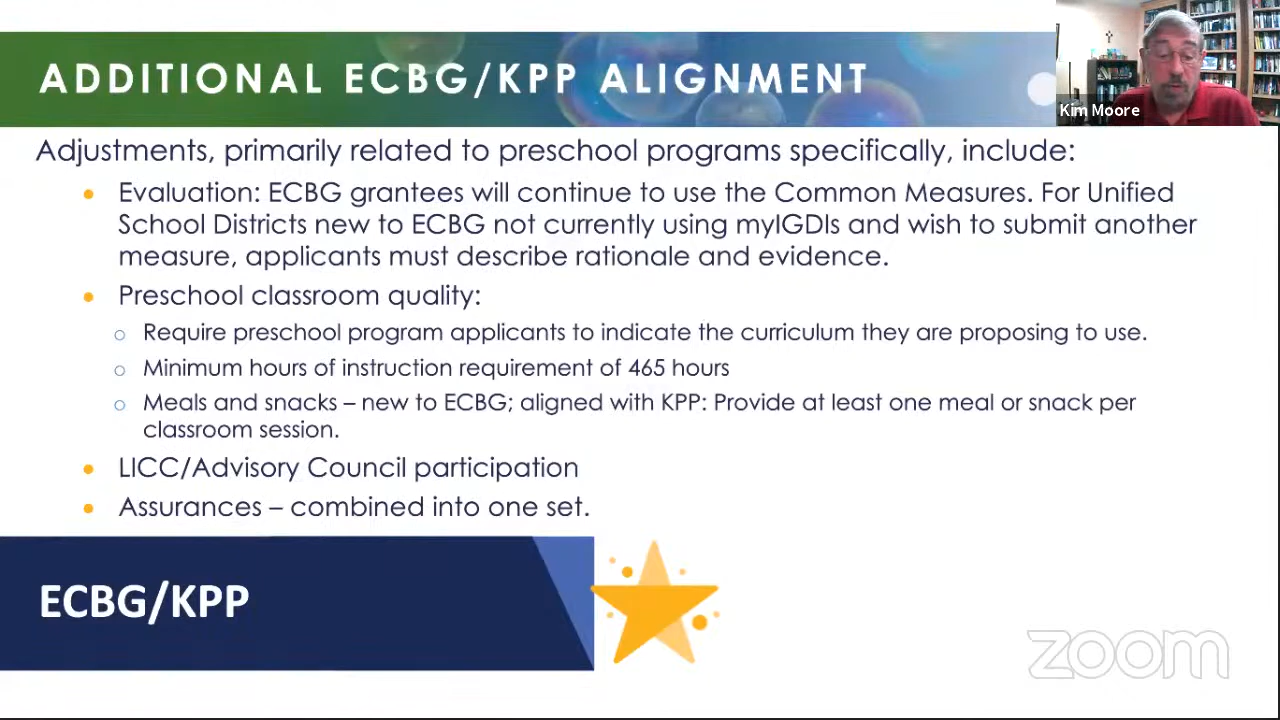 ADDITIONAL ECBG/KPP ALIGNMENT
Kim Moore
Adjustments, primarily related to preschool programs specifically, include:
• Evaluation: ECBG grantees will continue to use the Common Measures. For Unified
School Districts new to ECBG not currently using myIGDIs and wish to submit another
measure, applicants must describe rationale and evidence.
• Preschool classroom quality:
o Require preschool program applicants to indicate the curriculum they are proposing to use.
o Minimum hours of instruction requirement of 465 hours
o Meals and snacks – new to ECBG; aligned with KPP: Provide at least one meal or snack per
classroom session.
• LICC/Advisory Council participation
• Assurances – combined into one set.
ECBG/KPP
zoom